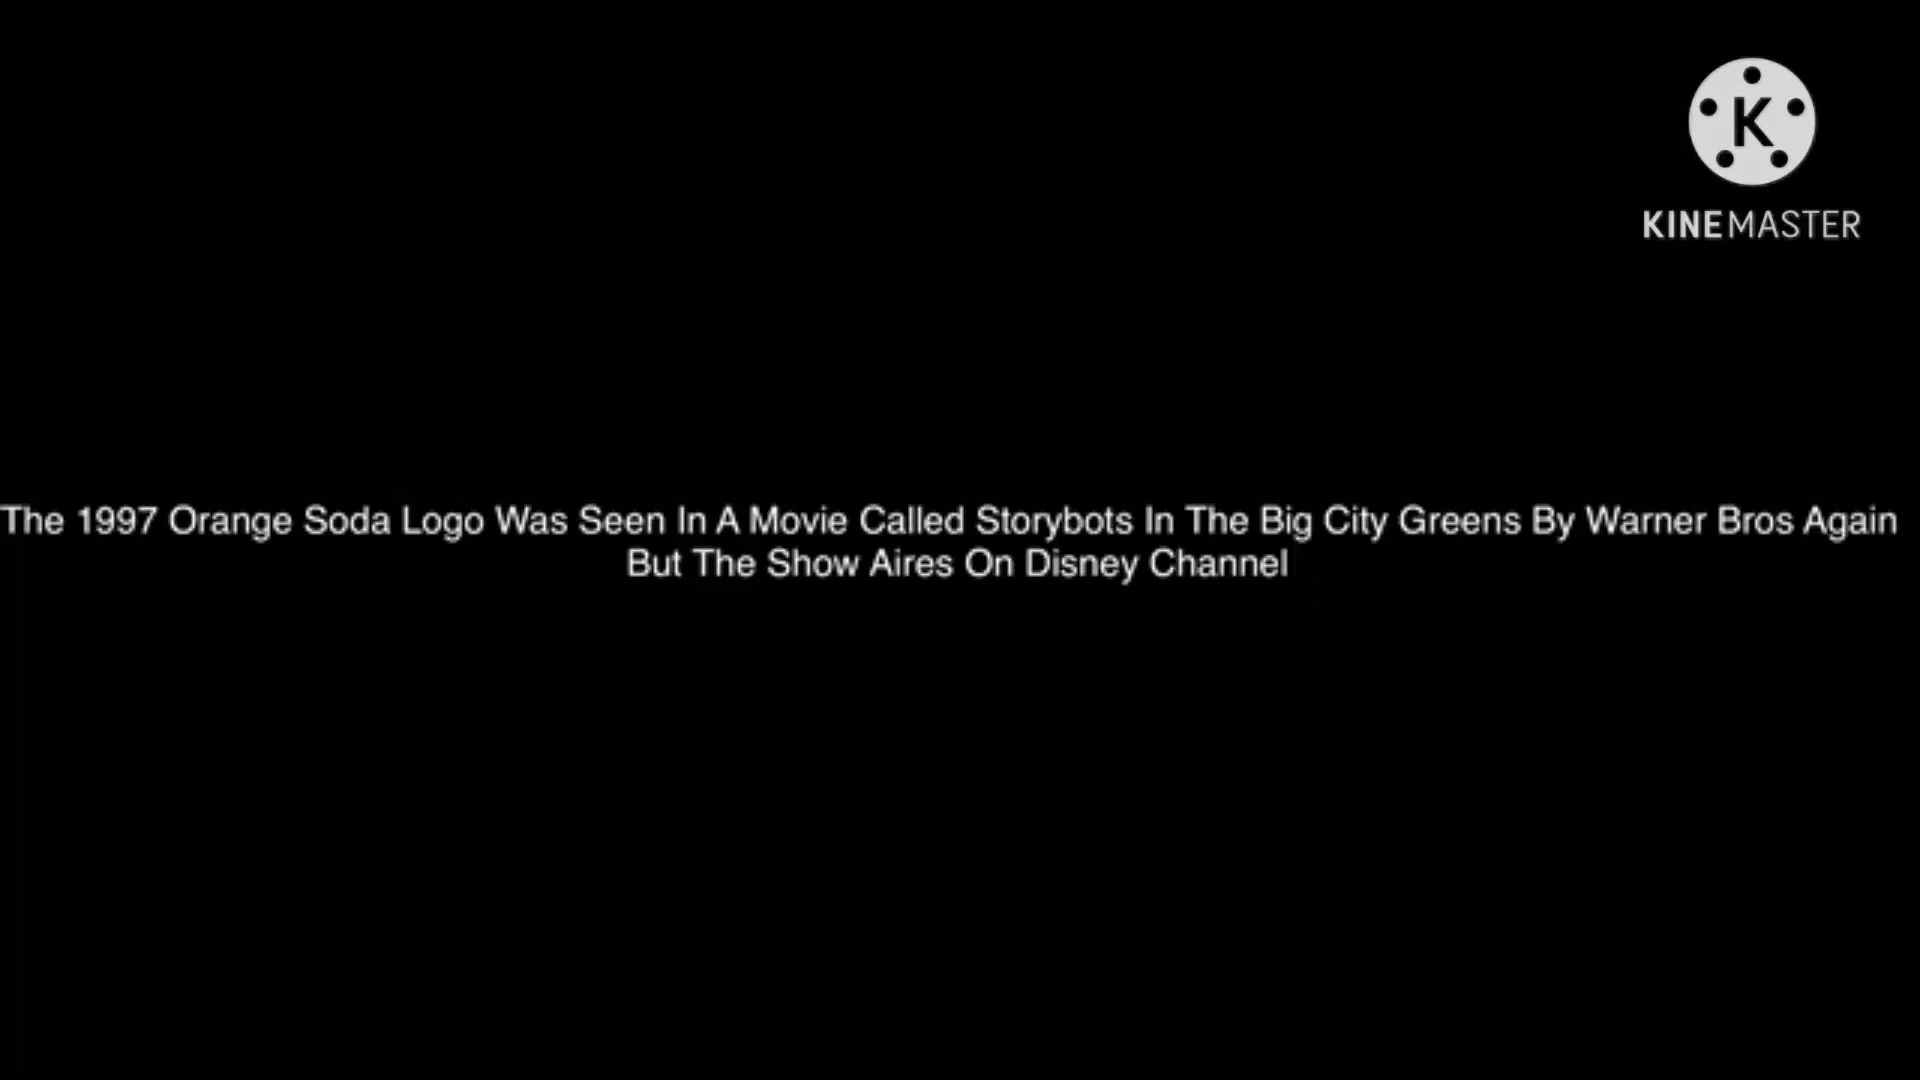 K
KINEMASTER
The 1997 Orange Soda Logo Was Seen In A Movie Called Storybots In The Big City Greens By Warner Bros Again
But The Show Aires On Disney Channel